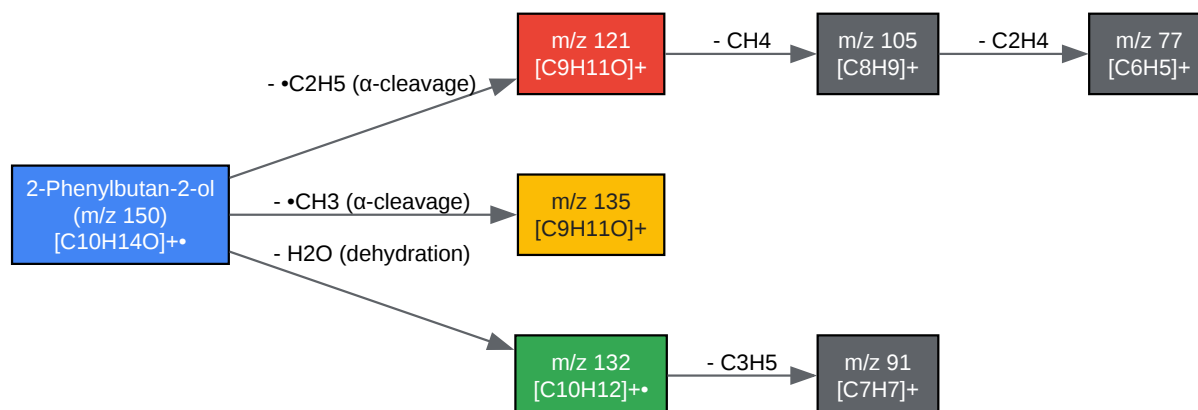 m/z 121
[C9H11O]+
- CH4
m/z 105
[C8H9]+
- C2H4
m/z 77
[C6H5]+
- •C2H5 (α-cleavage)
2-Phenylbutan-2-ol
(m/z 150)
[C10H14O]+•
- •CH3 (α-cleavage)
m/z 135
[C9H11O]+
- H2O (dehydration)
m/z 132
[C10H12]+•
- C3H5
m/z 91
[C7H7]+